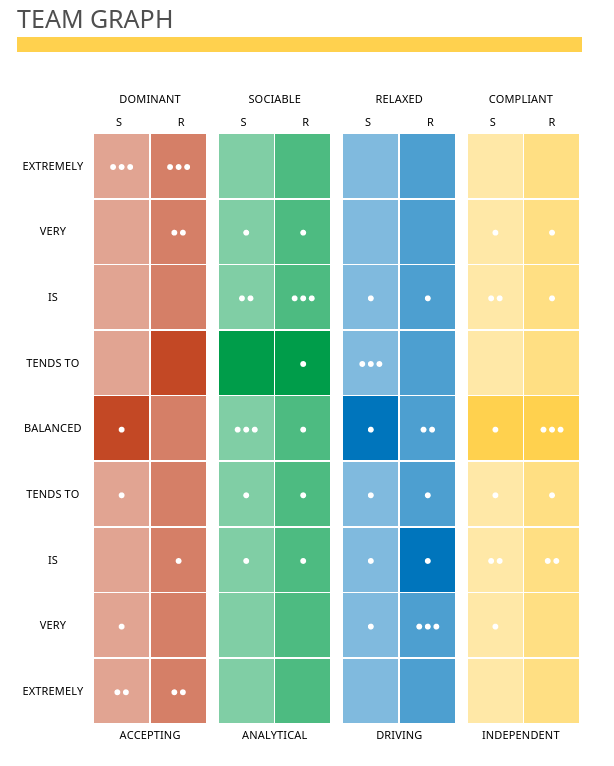 TEAM GRAPH
DOMINANT SOCIABLE RELAXED COMPLIANT
S R S R S R S R
EXTREMELY
VERY
IS
TENDS TO
BALANCED
TENDS TO
IS
VERY
EXTREMELY
ACCEPTING ANALYTICAL DRIVING INDEPENDENT